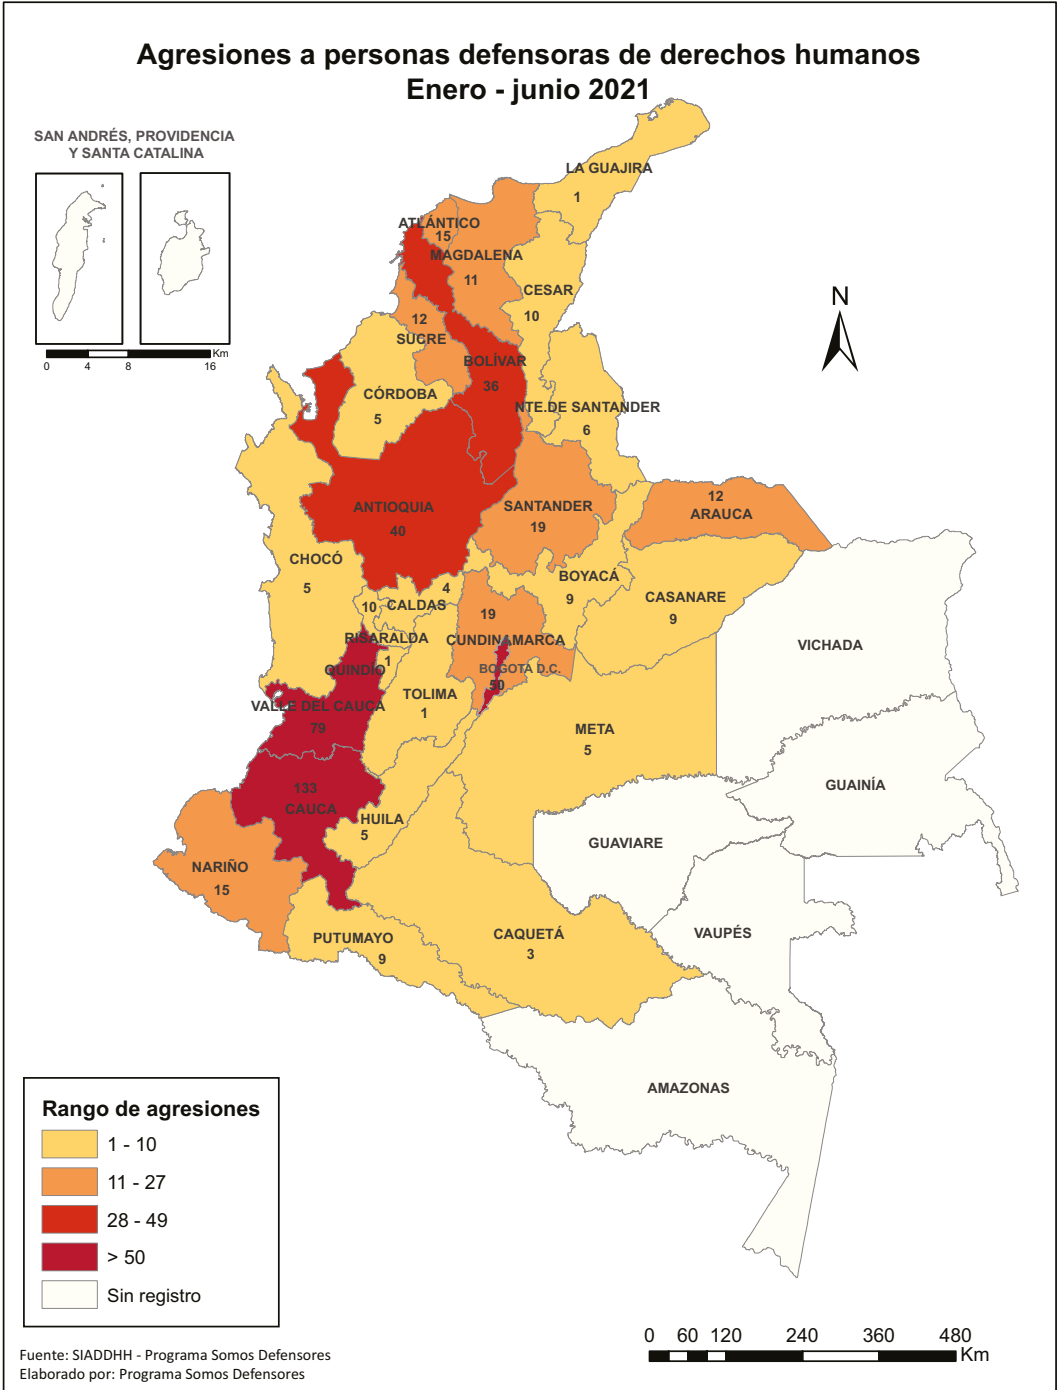 Agresiones a personas defensoras de derechos humanos
Enero - junio 2021
SAN ANDRÉS, PROVIDENCIA
Y SANTA CATALINA
Km
0 4 8 16
LA GUAJIRA
1
ATLÁNTICO
15
MAGDALENA
11
CESAR
10
12
SUCRE
BOLÍVAR
36
CÓRDOBA
5
NTE.DE SANTANDER
6
N
ANTIOQUIA
40
SANTANDER
19
12
ARAUCA
CHOCÓ
5
BOYACÁ
9
CASANARE
9
4
CALDAS
10
RISARALDA
19
CUNDINAMARCA
BOGOTÁ D.C.
50
QUINDIO
1
TOLIMA
1
VALLE DEL CAUCA
79
META
5
VICHADA
GUAINÍA
133
CAUCA
HUILA
5
GUAVIARE
NARIÑO
15
PUTUMAYO
9
CAQUETÁ
3
VAUPÉS
AMAZONAS
Rango de agresiones
1 - 10
11 - 27
28 - 49
> 50
Sin registro
0 60 120 240 360 480
Km
Fuente: SIADDHH - Programa Somos Defensores
Elaborado por: Programa Somos Defensores